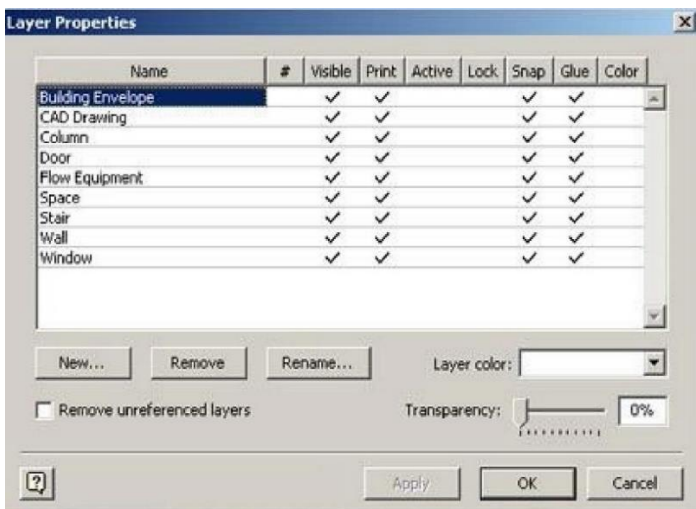 Layer Properties
Name # Visible Print Active Lock Snap Glue Color
Building Envelope
CAD Drawing
Column
Door
Flow Equipment
Space
Stair
Wall
Window
New... Remove Rename... Layer color:
Remove unreferenced layers Transparency: 0%
Apply OK Cancel